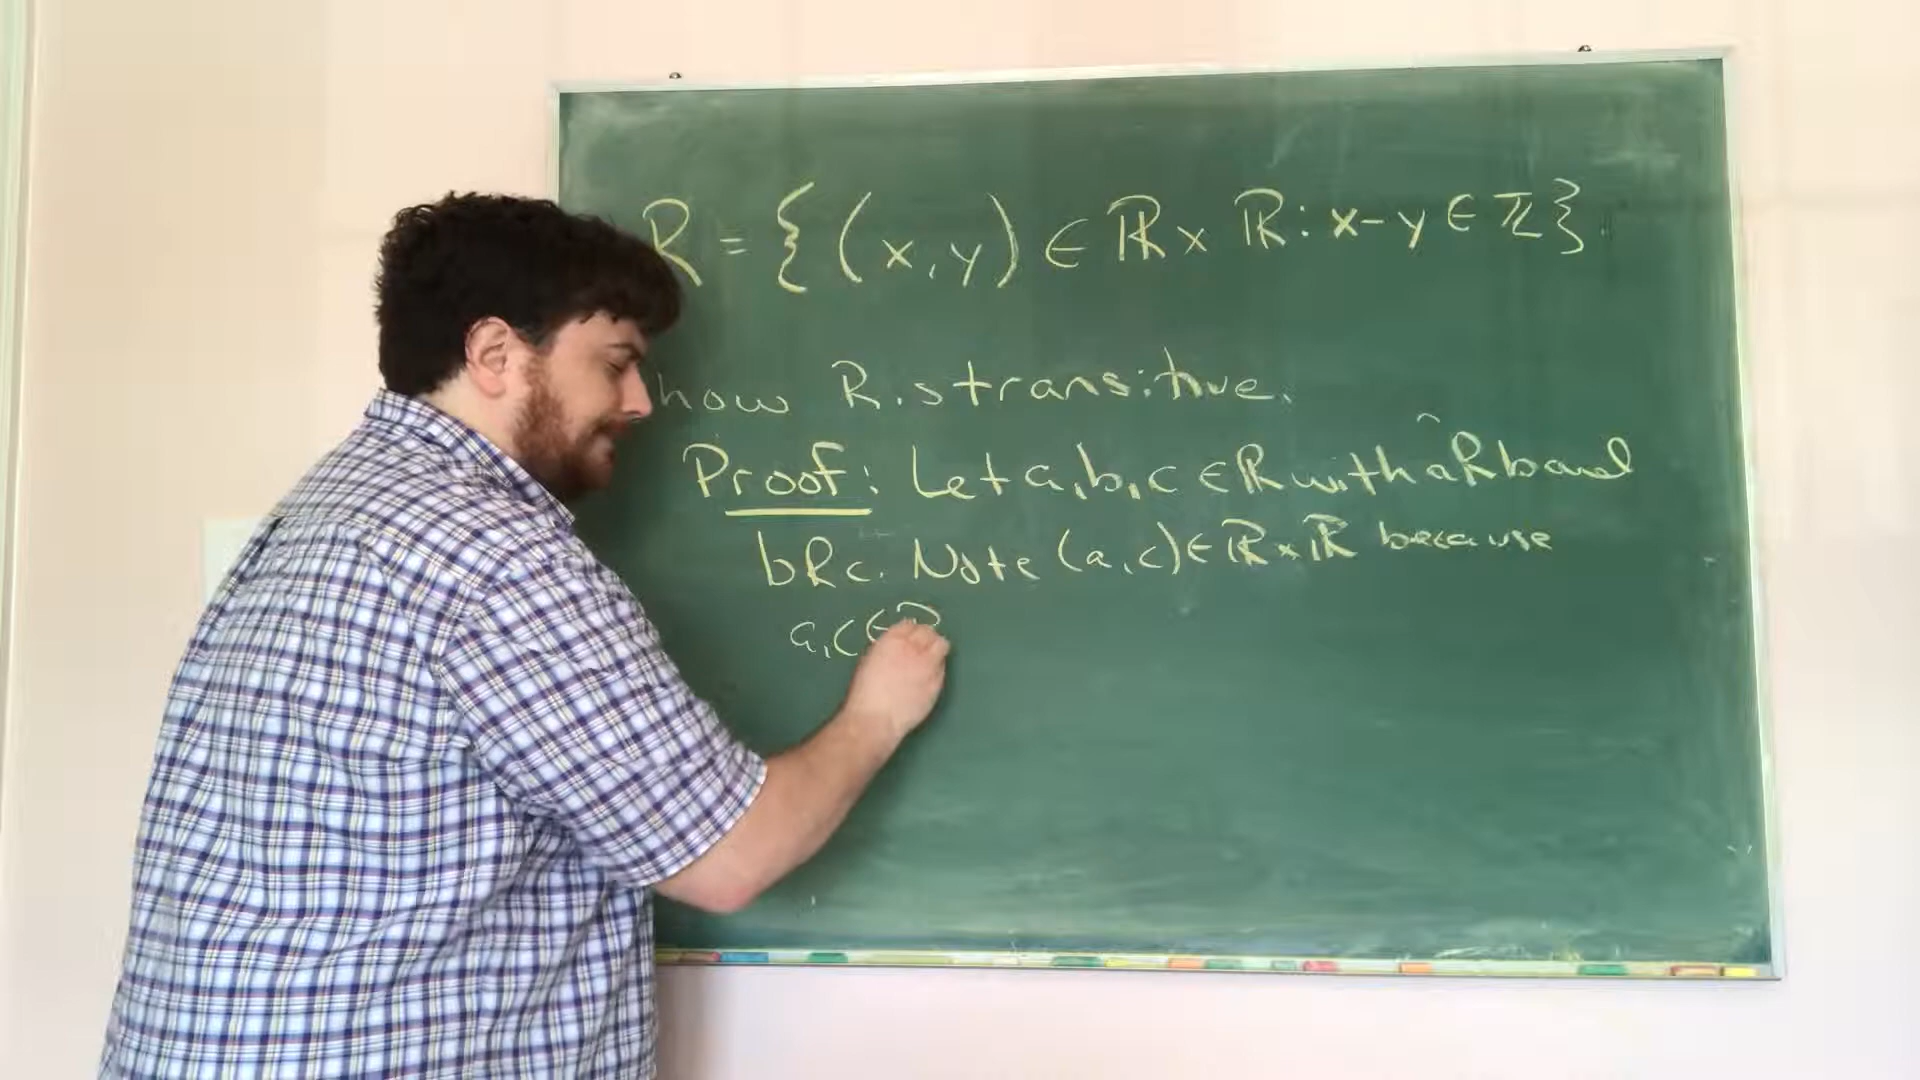 R = {(x,y) ∈ ℝ × ℝ : x-y ∈ ℤ}
how R is transitive.
Proof: Let a,b,c ∈ ℝ with aRb and
bRc. Note (a,c) ∈ ℝ × ℝ because
a,c ∈